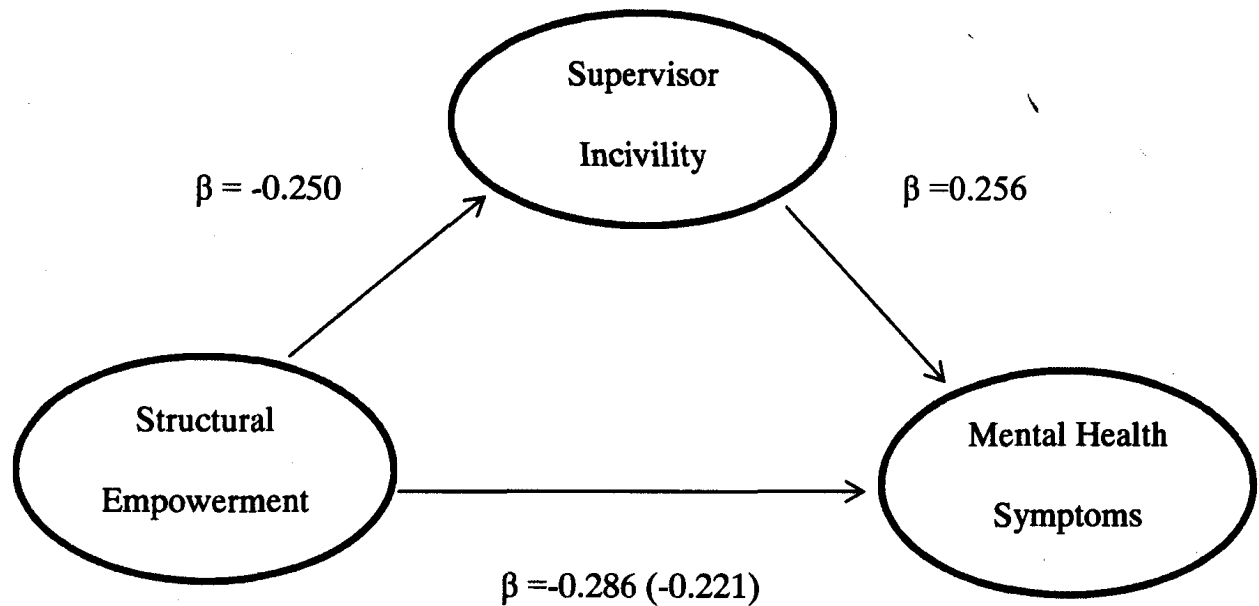 Supervisor
Incivility
β = -0.250
β =0.256
Structural
Empowerment
Mental Health
Symptoms
β =-0.286 (-0.221)